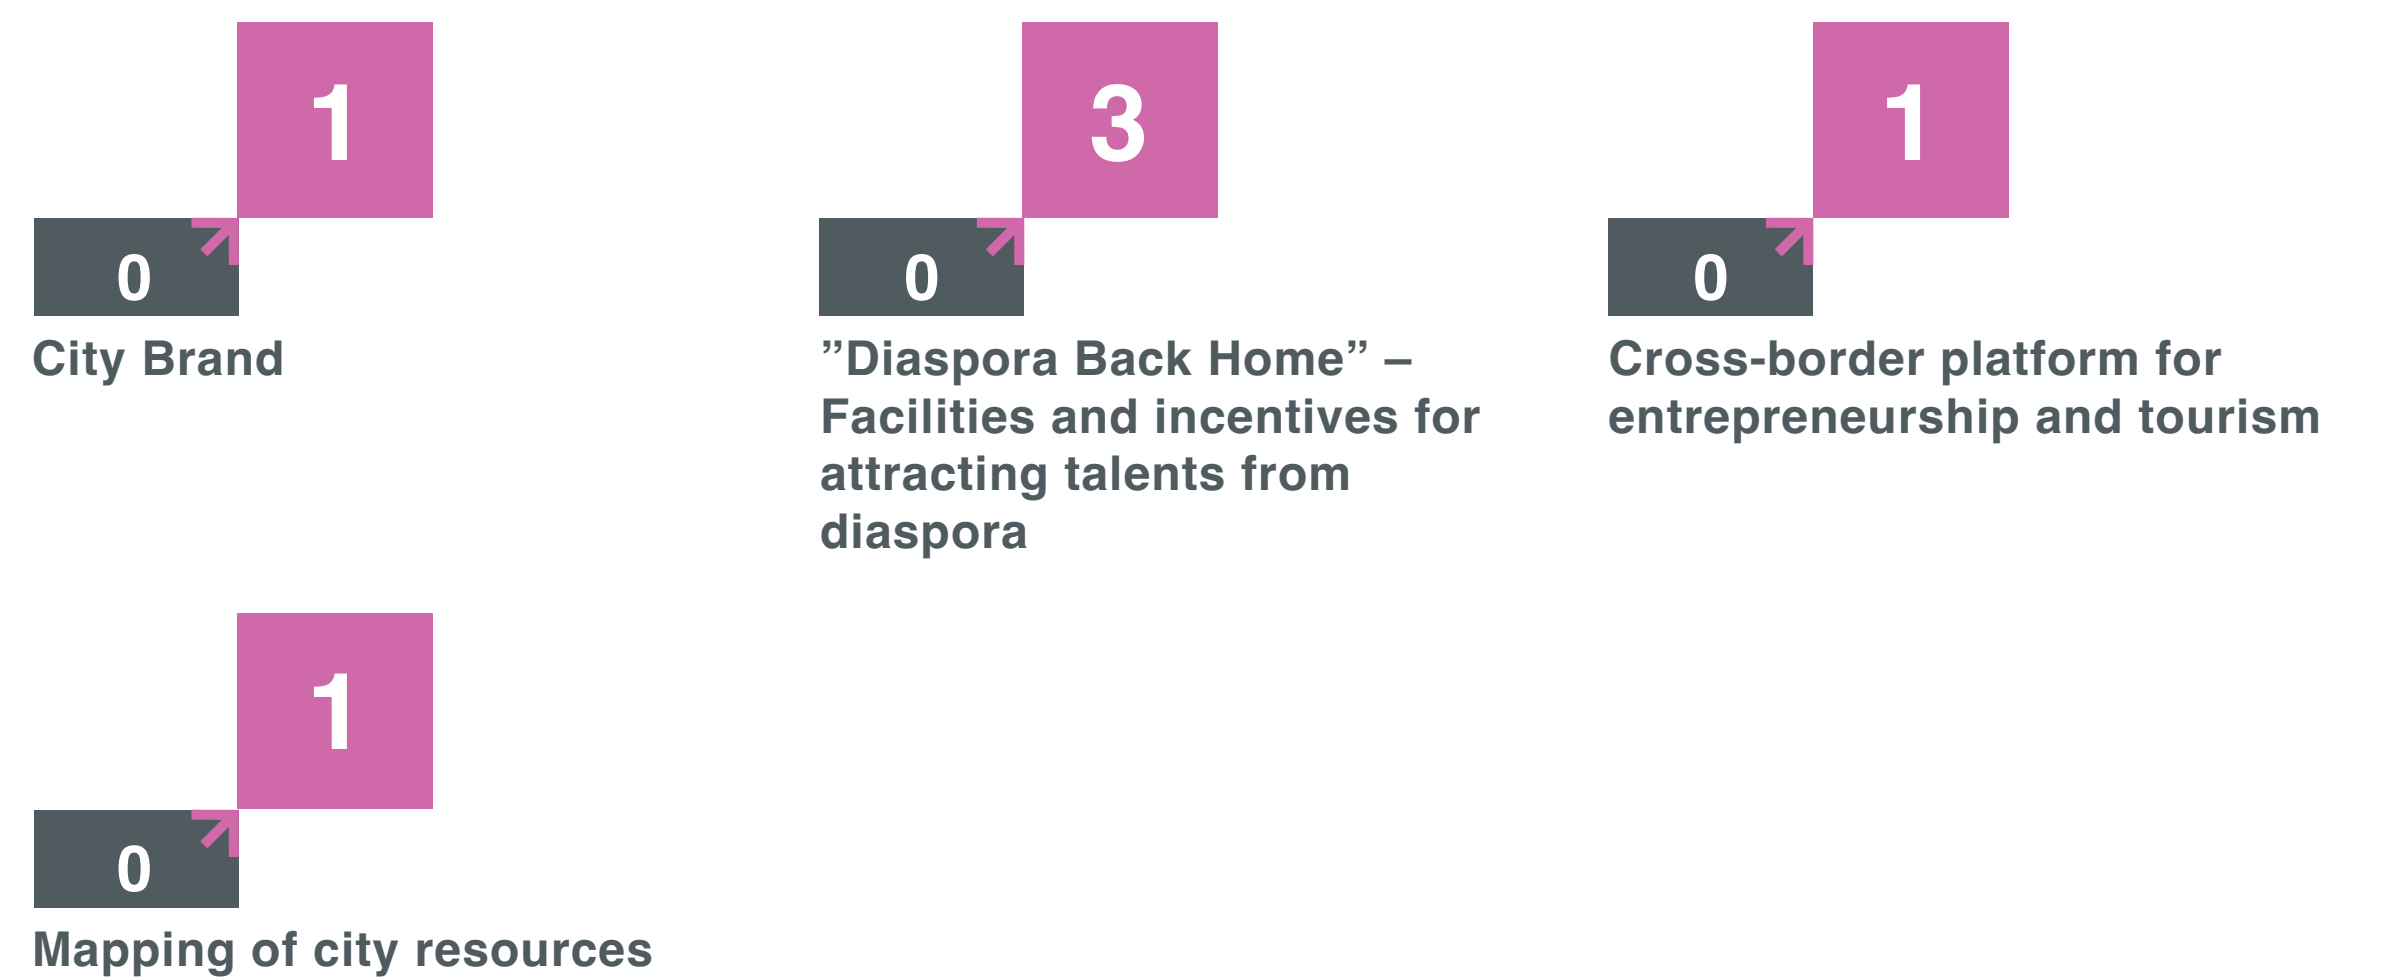 1
0
City Brand
3
0
”Diaspora Back Home” –
Facilities and incentives for
attracting talents from
diaspora
1
0
Cross-border platform for
entrepreneurship and tourism
1
0
Mapping of city resources